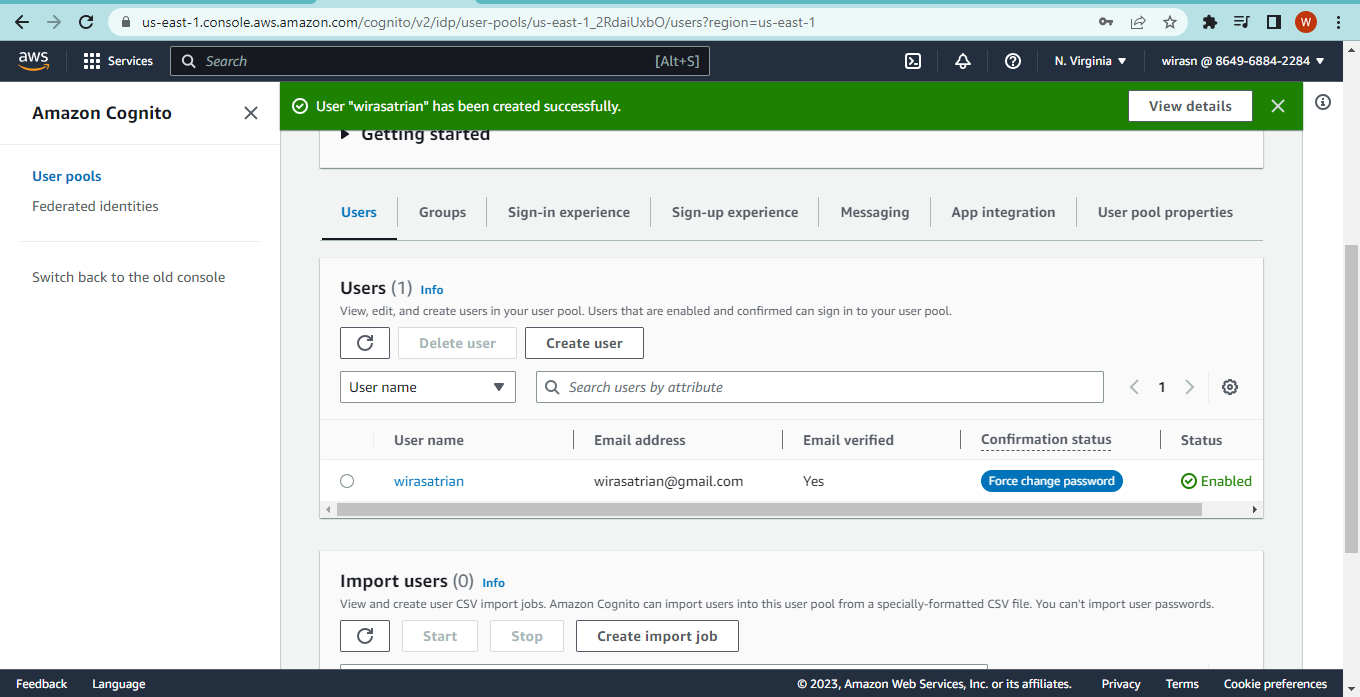 us-east-1.console.aws.amazon.com/cognito/v2/idp/user-pools/us-east-1_2RdaiUxbO/users?region=us-east-1
W
aws
Services
Search
[Alt+S]
N. Virginia
wirasn @ 8649-6884-2284
Amazon Cognito
User pools
Federated identities
Switch back to the old console
User "wirasatrian" has been created successfully.
View details
Getting started
Users
Groups
Sign-in experience
Sign-up experience
Messaging
App integration
User pool properties
Users (1) Info
View, edit, and create users in your user pool. Users that are enabled and confirmed can sign in to your user pool.
Delete user
Create user
User name
Search users by attribute
1
User name
Email address
Email verified
Confirmation status
Status
wirasatrian
wirasatrian@gmail.com
Yes
Force change password
Enabled
Import users (0) Info
View and create user CSV import jobs. Amazon Cognito can import users into this user pool from a specially-formatted CSV file. You can't import user passwords.
Start
Stop
Create import job
Feedback
Language
© 2023, Amazon Web Services, Inc. or its affiliates.
Privacy
Terms
Cookie preferences